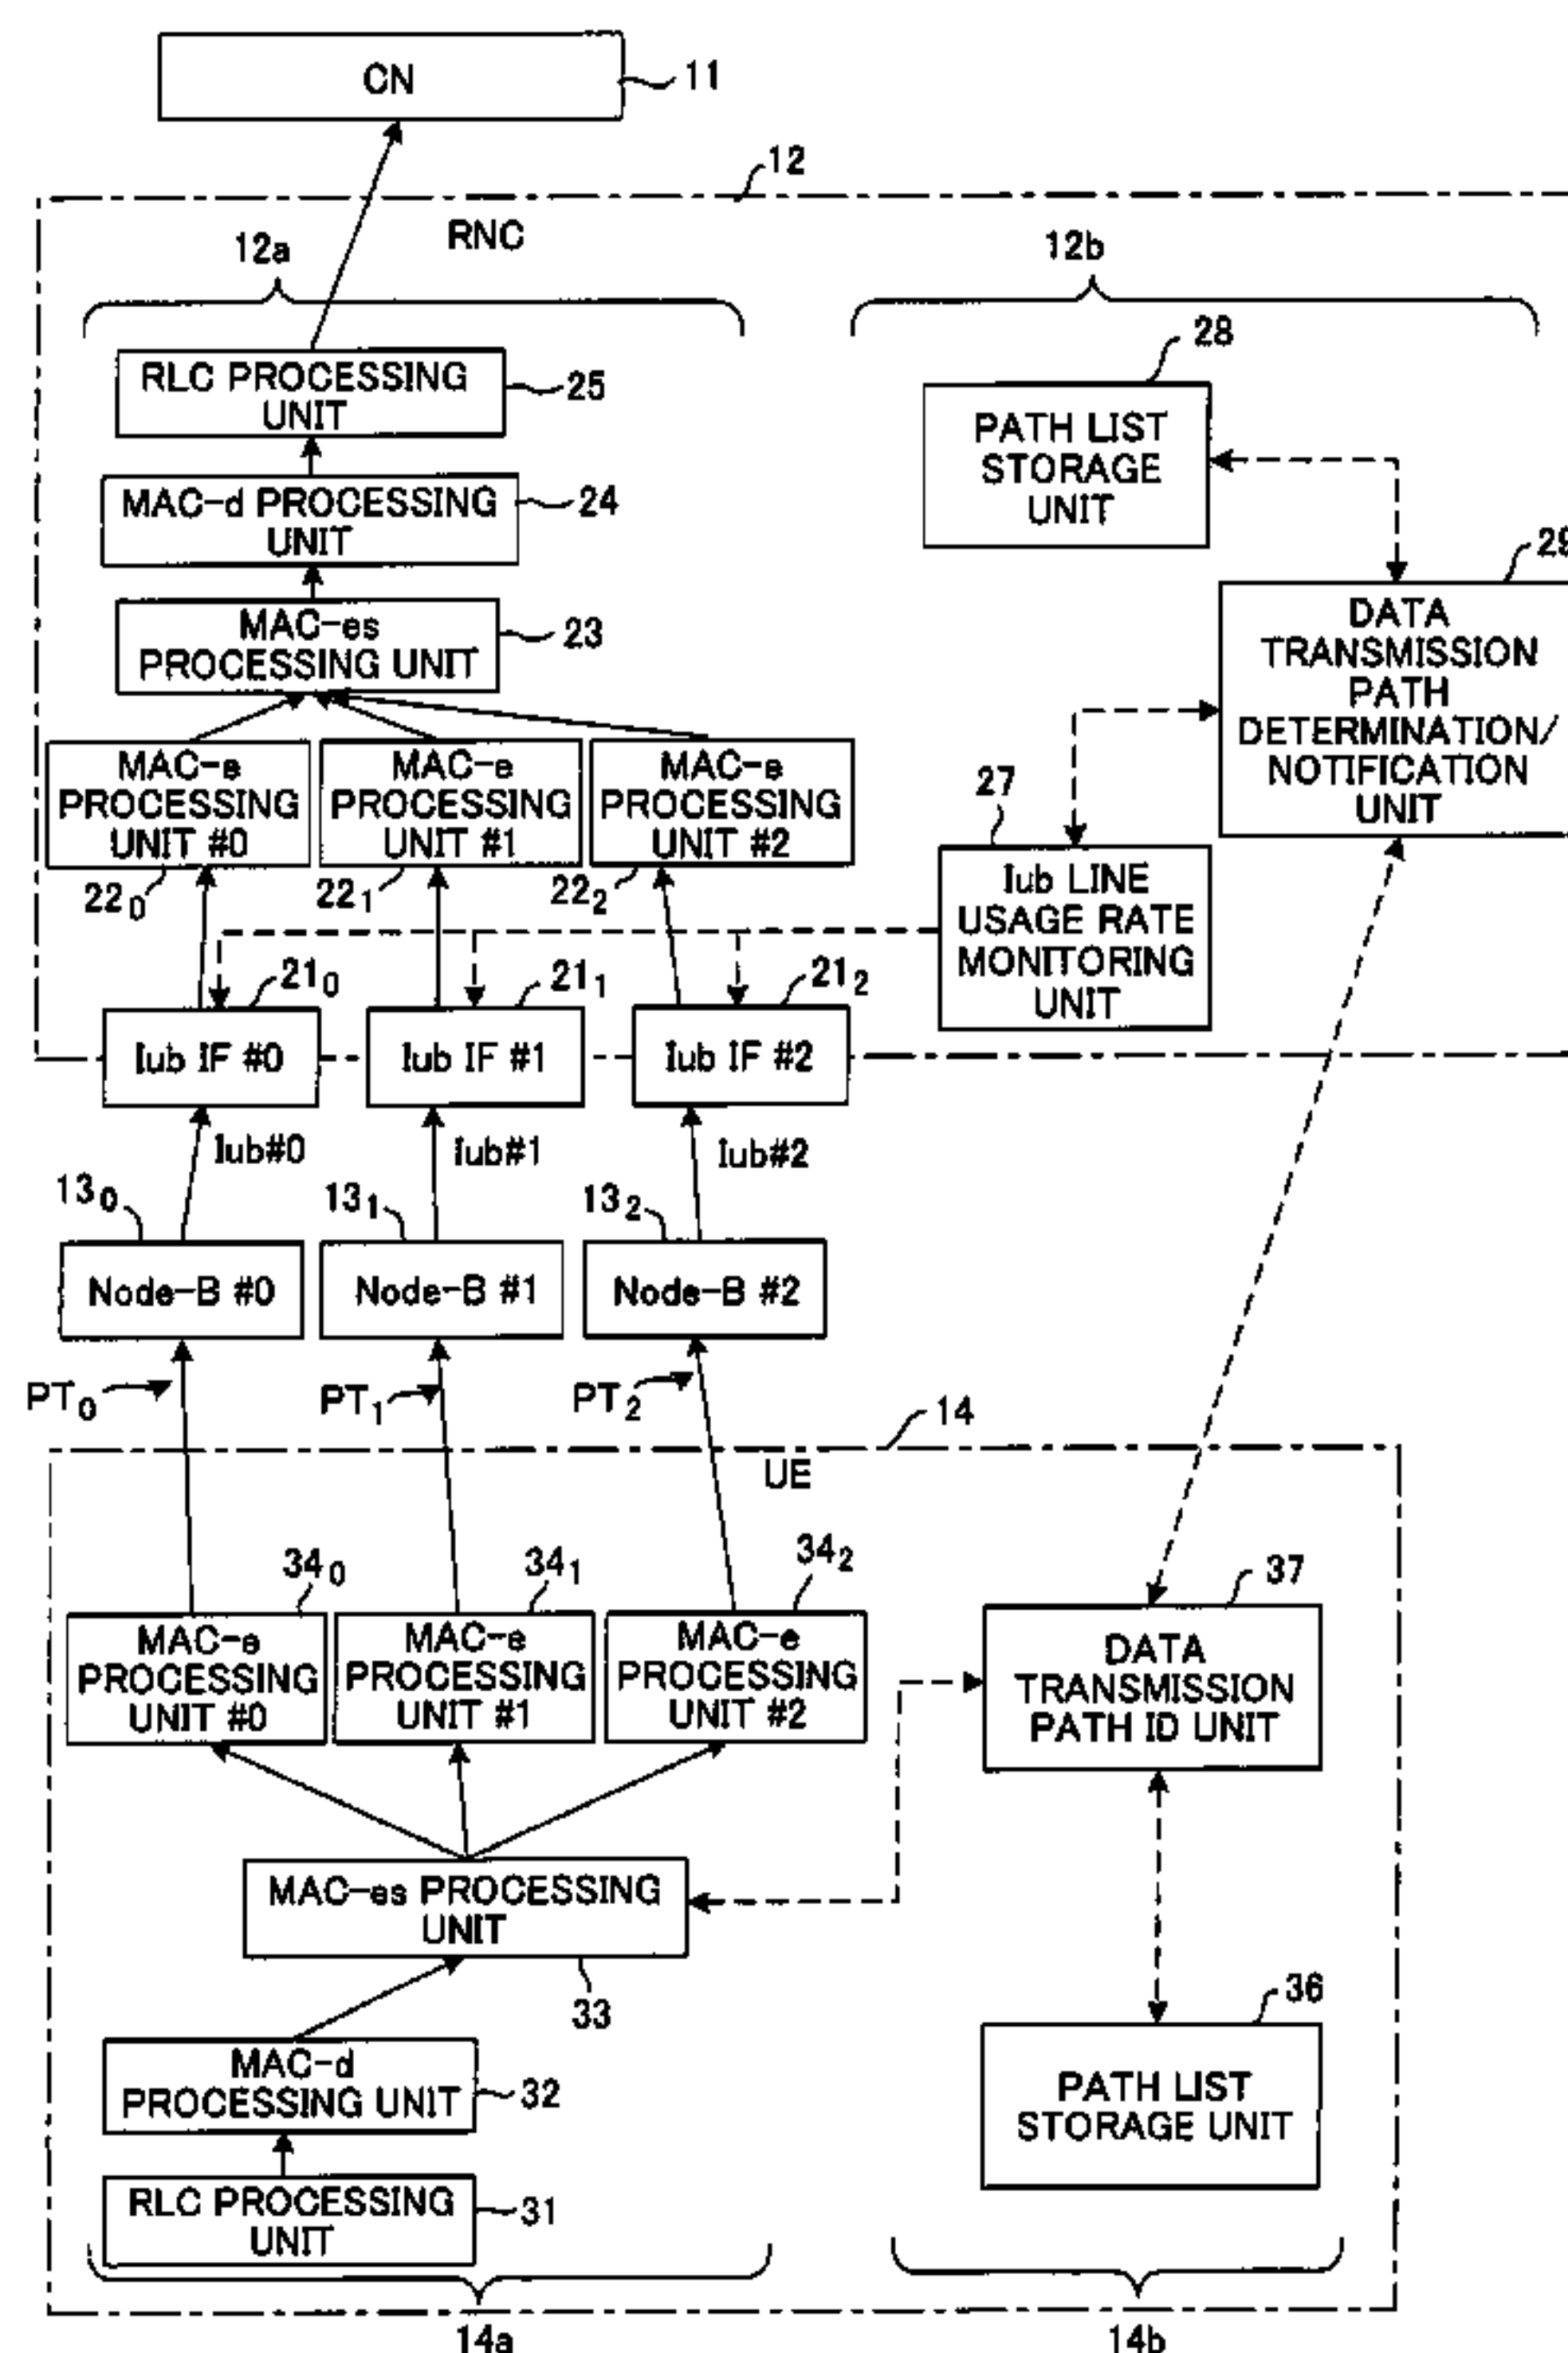 CN
11
12
RNC
12a
12b
28
RLC PROCESSING
UNIT
25
PATH LIST
STORAGE
UNIT
MAC-d PROCESSING
UNIT
24
29
MAC-es
PROCESSING UNIT
23
DATA
TRANSMISSION
PATH
DETERMINATION/
NOTIFICATION
UNIT
MAC-e
PROCESSING
UNIT #0
MAC-e
PROCESSING
UNIT #1
MAC-e
PROCESSING
UNIT #2
27
22₀
22₁
22₂
Iub LINE
USAGE RATE
MONITORING
UNIT
21₀
21₁
21₂
Iub IF #0
Iub IF #1
Iub IF #2
Iub#0
Iub#1
Iub#2
13₀
13₁
13₂
Node-B #0
Node-B #1
Node-B #2
PT₀
PT₁
PT₂
14
UE
34₀
34₁
34₂
37
MAC-e
PROCESSING
UNIT #0
MAC-e
PROCESSING
UNIT #1
MAC-e
PROCESSING
UNIT #2
DATA
TRANSMISSION
PATH ID UNIT
MAC-es PROCESSING
UNIT
33
36
MAC-d
PROCESSING UNIT
32
PATH LIST
STORAGE UNIT
RLC PROCESSING
UNIT
31
14a
14b